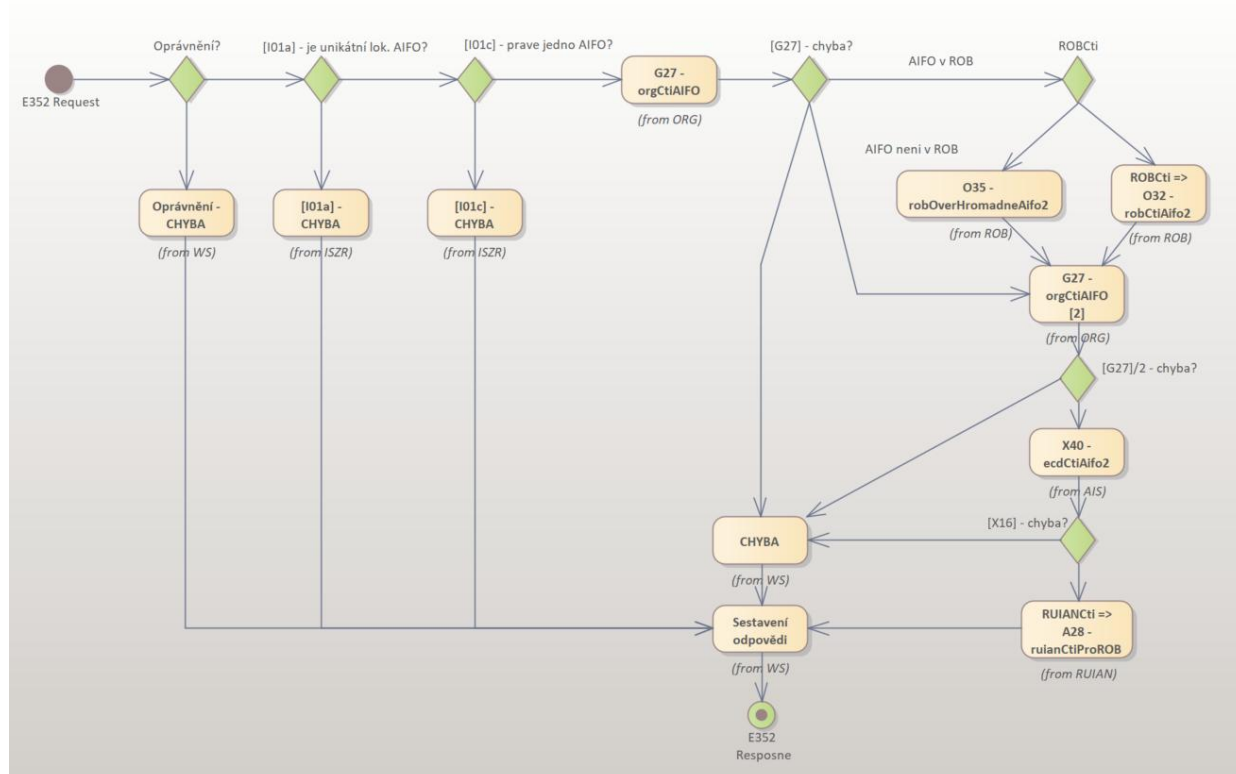 Oprávnění?
[I01a] - je unikátní lok. AIFO?
[I01c] - prave jedno AIFO?
[G27] - chyba?
ROBCti
AIFO v ROB
E352 Request
G27 -
orgCtiAIFO
(from ORG)
AIFO neni v ROB
Oprávnění -
CHYBA
(from WS)
[I01a] -
CHYBA
(from ISZR)
[I01c] -
CHYBA
(from ISZR)
O35 -
robOverHromadneAifo2
(from ROB)
ROBCti =>
O32 -
robCtiAifo2
(from ROB)
G27 -
orgCtiAIFO
[2]
(from ORG)
[G27]/2 - chyba?
X40 -
ecdCtiAifo2
(from AIS)
[X16] - chyba?
CHYBA
(from WS)
RUIANCti =>
A28 -
ruianCtiProROB
(from RUIAN)
Sestavení
odpovědi
(from WS)
E352
Resposne